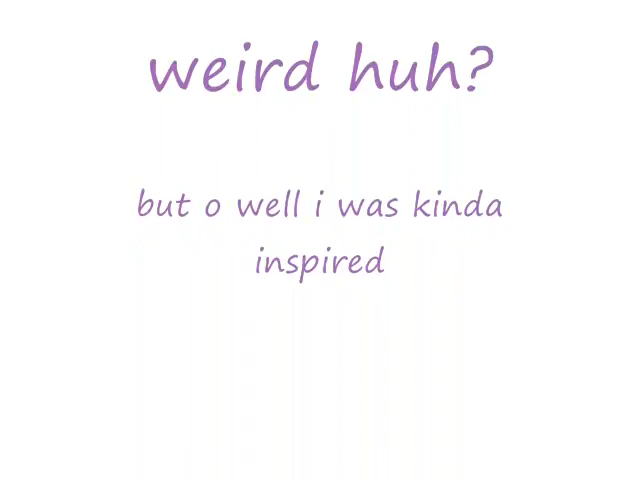 weird huh?
but o well i was kinda
inspired